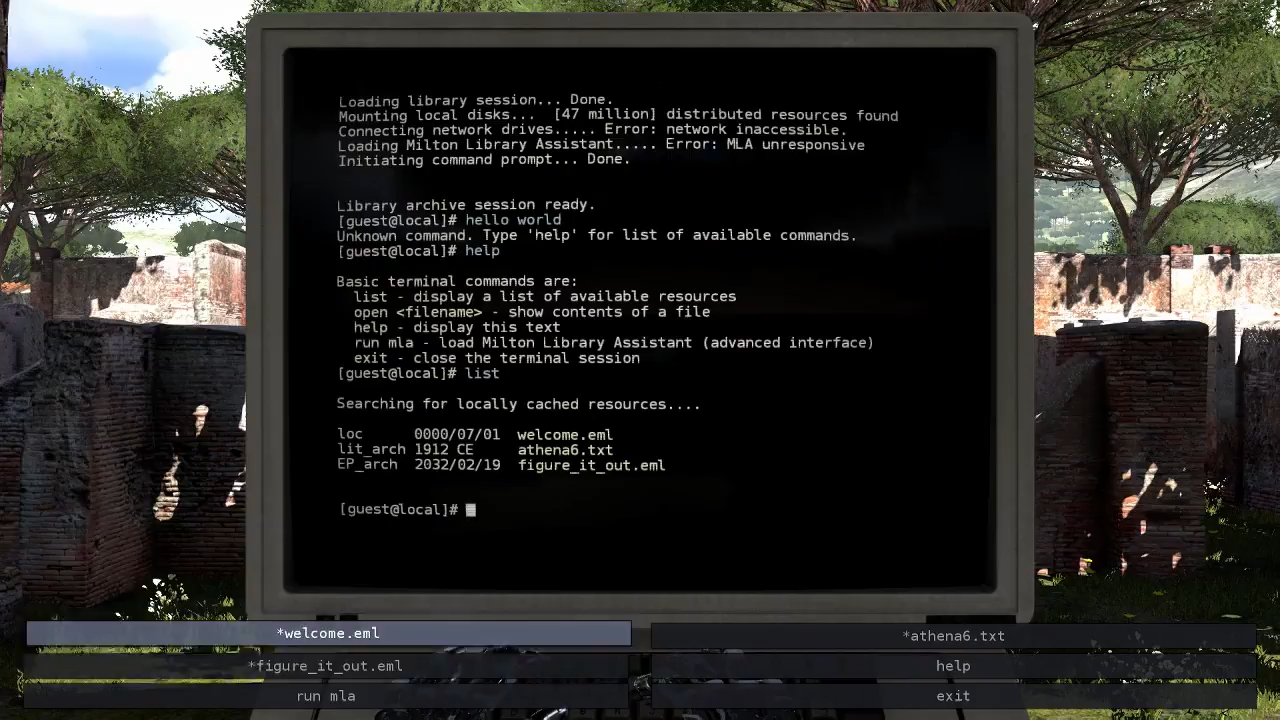 Loading library session... Done.
Mounting local disks...  [47 million] distributed resources found
Connecting network drives..... Error: network inaccessible.
Loading Milton Library Assistant..... Error: MLA unresponsive
Initiating command prompt... Done.
Library archive session ready.
[guest@local]# hello world
Unknown command. Type 'help' for list of available commands.
[guest@local]# help
Basic terminal commands are:
list - display a list of available resources
open <filename> - show contents of a file
help - display this text
run mla - load Milton Library Assistant (advanced interface)
exit - close the terminal session
[guest@local]# list
Searching for locally cached resources....
loc 0000/07/01 welcome.eml
lit_arch 1912 CE athena6.txt
EP_arch 2032/02/19 figure_it_out.eml
[guest@local]#
*welcome.eml
*athena6.txt
*figure_it_out.eml
help
run mla
exit